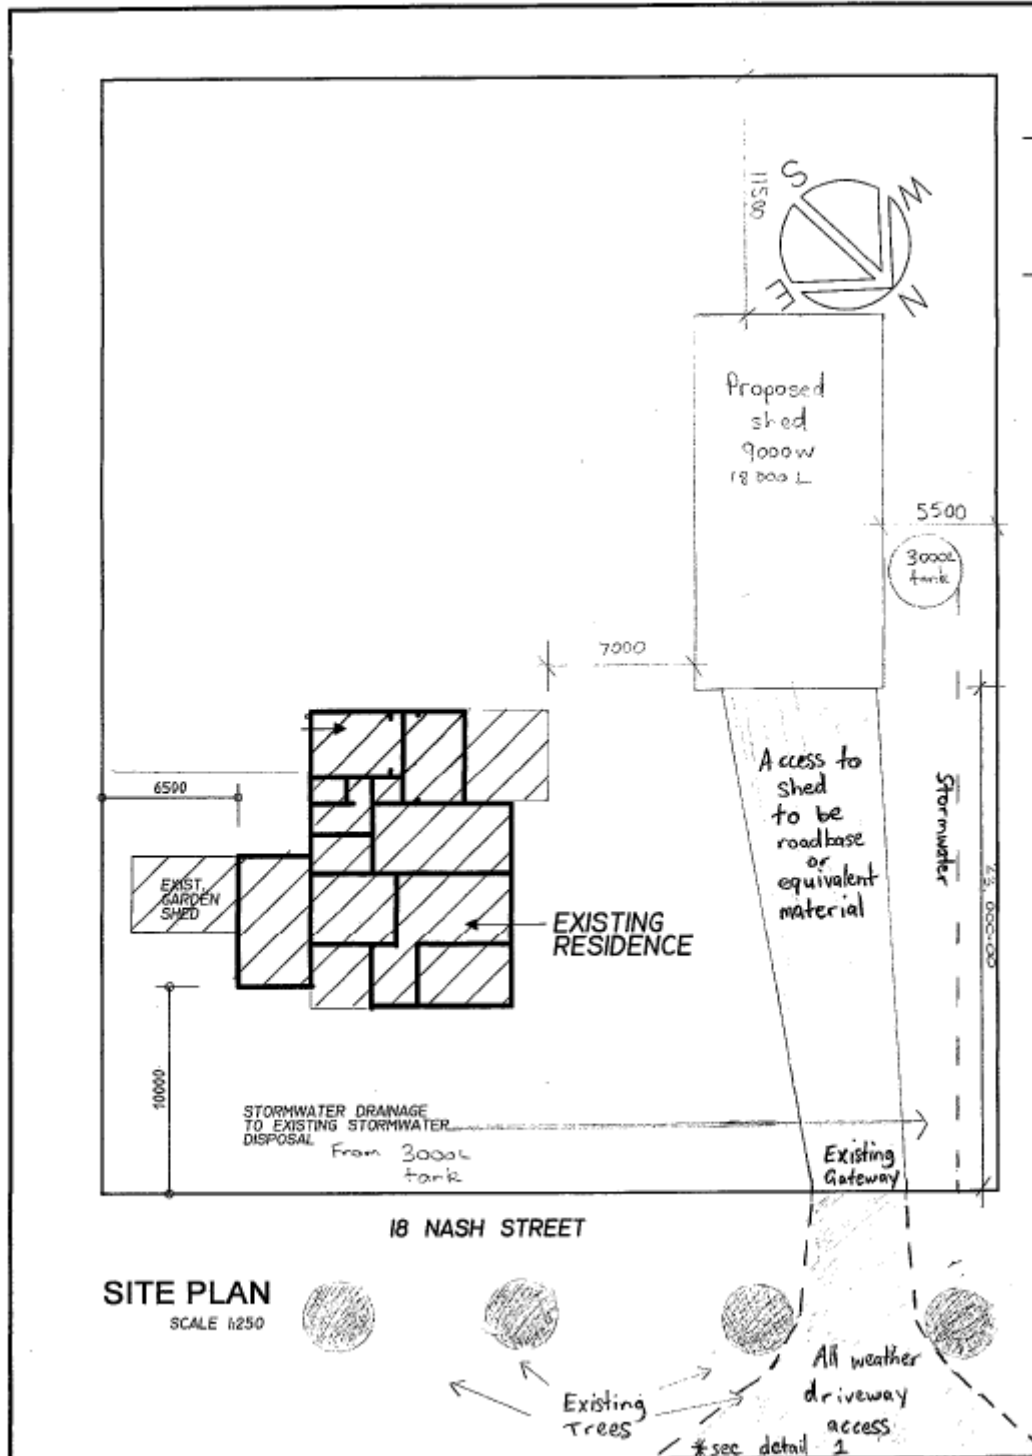 11500
S
W
E
N
Proposed
shed
9000W
18000 L
5500
3000L
tank
7000
6500
Access to
shed
to be
roadbase
or
equivalent
material
Stormwater
EXIST.
GARDEN
SHED
EXISTING
RESIDENCE
10000
STORMWATER DRAINAGE
TO EXISTING STORMWATER
DISPOSAL
From 3000L
tank
Existing
Gateway
18 NASH STREET
SITE PLAN
SCALE 1:250
Existing
Trees
All weather
driveway
access
*see detail 1